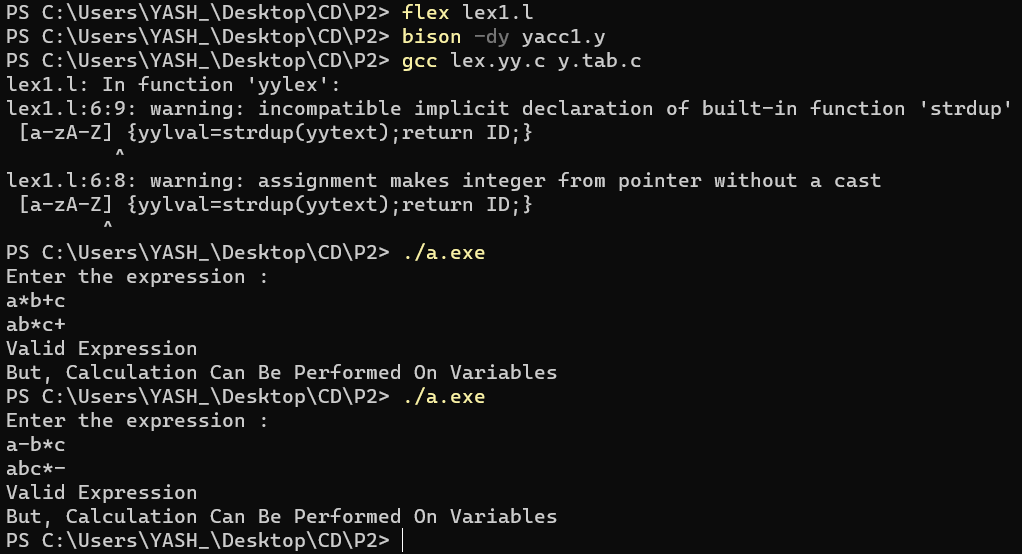 PS C:\Users\YASH_\Desktop\CD\P2> flex lex1.l
PS C:\Users\YASH_\Desktop\CD\P2> bison -dy yacc1.y
PS C:\Users\YASH_\Desktop\CD\P2> gcc lex.yy.c y.tab.c
lex1.l: In function 'yylex':
lex1.l:6:9: warning: incompatible implicit declaration of built-in function 'strdup'
 [a-zA-Z] {yylval=strdup(yytext);return ID;}
         ^
lex1.l:6:8: warning: assignment makes integer from pointer without a cast
 [a-zA-Z] {yylval=strdup(yytext);return ID;}
        ^
PS C:\Users\YASH_\Desktop\CD\P2> ./a.exe
Enter the expression :
a*b+c
ab*c+
Valid Expression
But, Calculation Can Be Performed On Variables
PS C:\Users\YASH_\Desktop\CD\P2> ./a.exe
Enter the expression :
a-b*c
abc*-
Valid Expression
But, Calculation Can Be Performed On Variables
PS C:\Users\YASH_\Desktop\CD\P2>